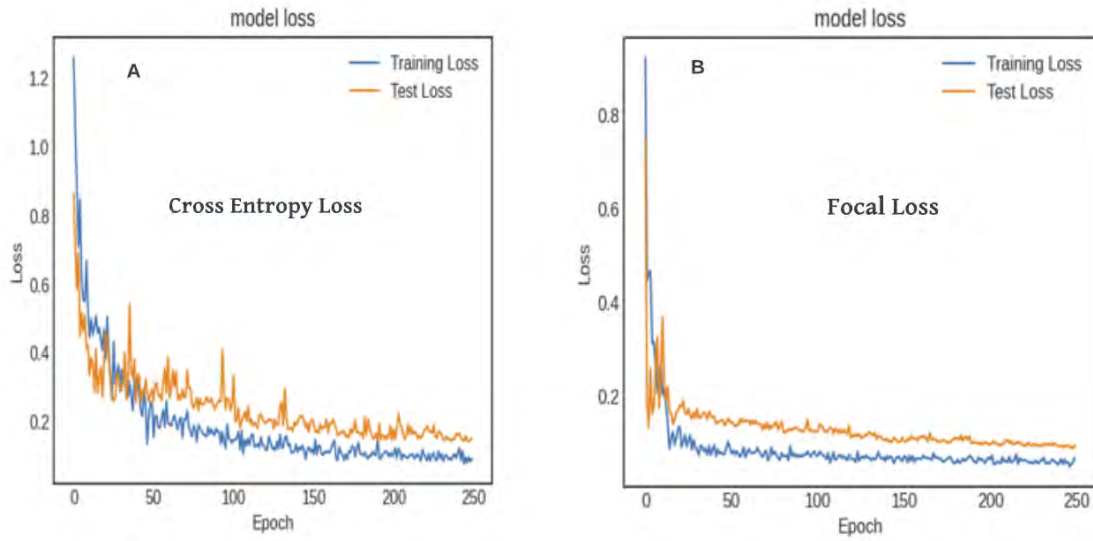 model loss
A
Training Loss
Test Loss
Cross Entropy Loss
Loss
1.2
1.0
0.8
0.6
0.4
0.2
0 50 100 150 200 250
Epoch
model loss
B
Training Loss
Test Loss
Focal Loss
Loss
0.8
0.6
0.4
0.2
0 50 100 150 200 250
Epoch